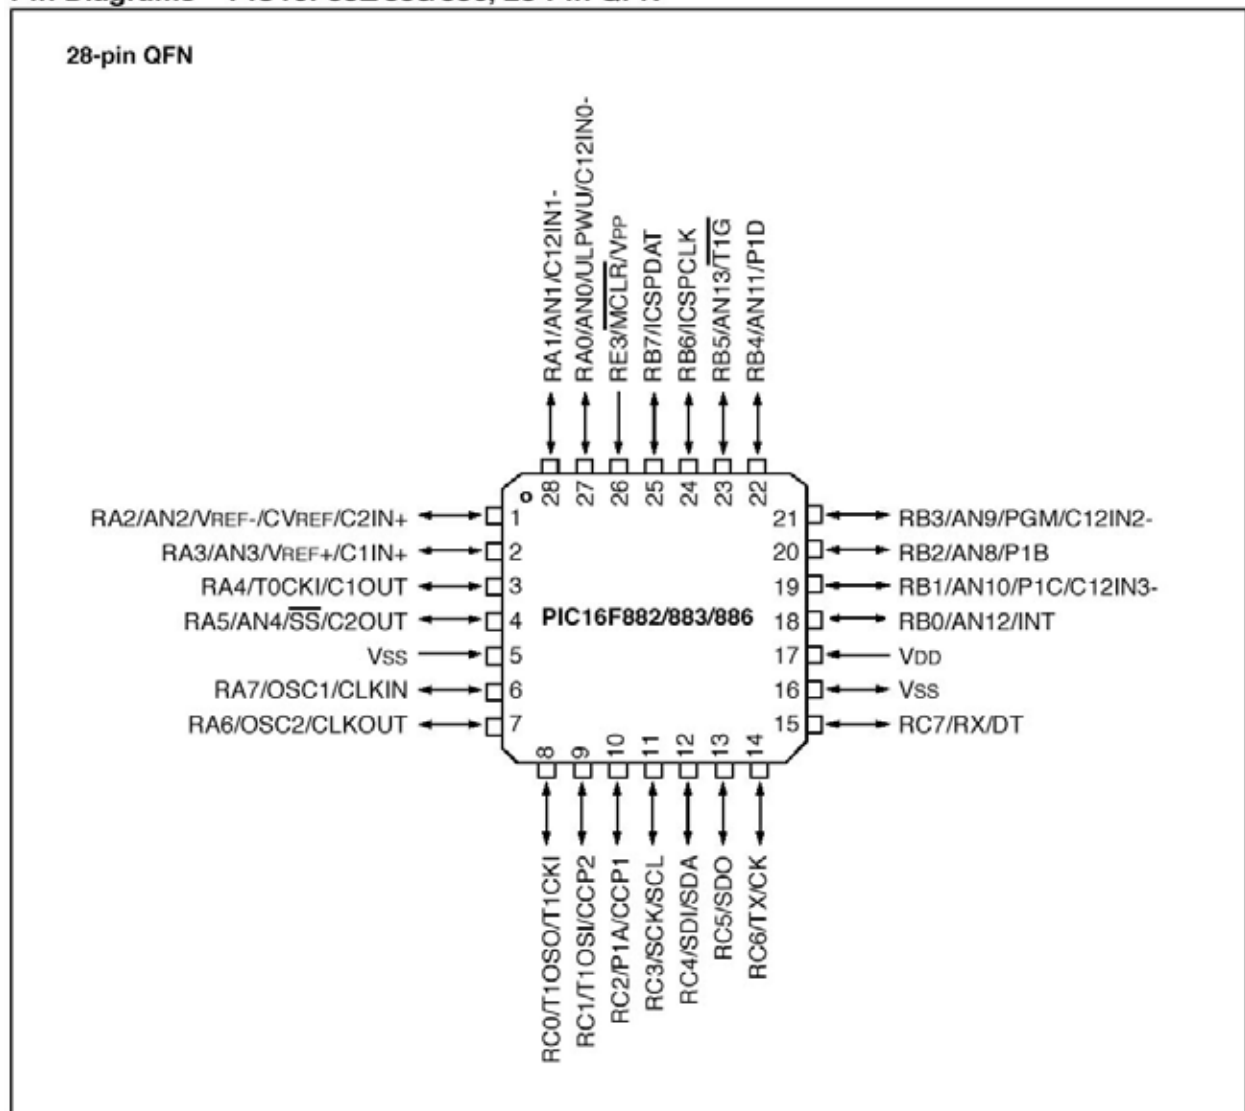 28-pin QFN
RA1/AN1/C12IN1-
RA0/AN0/ULPWU/C12IN0-
RE3/MCLR/VPP
RB7/ICSPDAT
RB6/ICSPCLK
RB5/AN13/T1G
RB4/AN11/P1D
28
27
26
25
24
23
22
RA2/AN2/VREF-/CVREF/C2IN+
1
RA3/AN3/VREF+/C1IN+
2
RA4/T0CKI/C1OUT
3
RA5/AN4/SS/C2OUT
4
VSS
5
RA7/OSC1/CLKIN
6
RA6/OSC2/CLKOUT
7
PIC16F882/883/886
21 RB3/AN9/PGM/C12IN2-
20 RB2/AN8/P1B
19 RB1/AN10/P1C/C12IN3-
18 RB0/AN12/INT
17 VDD
16 VSS
15 RC7/RX/DT
8
9
10
11
12
13
14
RC0/T1OSO/T1CKI
RC1/T1OSI/CCP2
RC2/P1A/CCP1
RC3/SCK/SCL
RC4/SDI/SDA
RC5/SDO
RC6/TX/CK